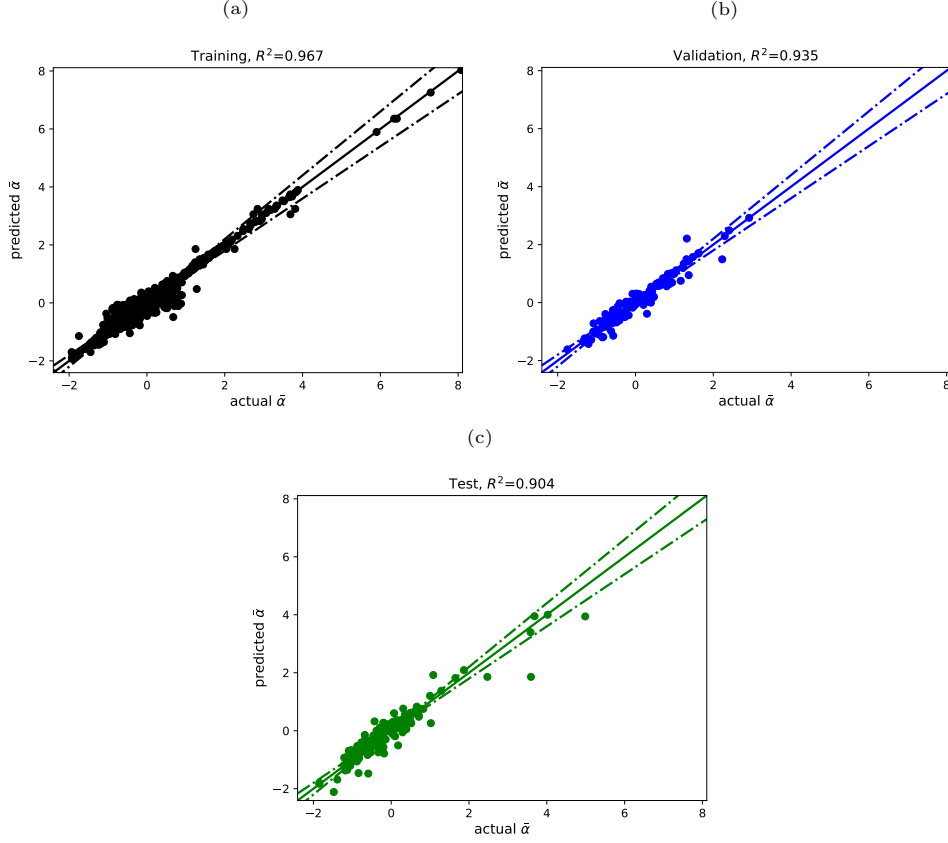 (a)
(b)
Training, R²=0.967
Validation, R²=0.935
8
6
4
2
0
−2
predicted ᾱ
−2 0 2 4 6 8
actual ᾱ
8
6
4
2
0
−2
predicted ᾱ
−2 0 2 4 6 8
actual ᾱ
(c)
Test, R²=0.904
8
6
4
2
0
−2
predicted ᾱ
−2 0 2 4 6 8
actual ᾱ